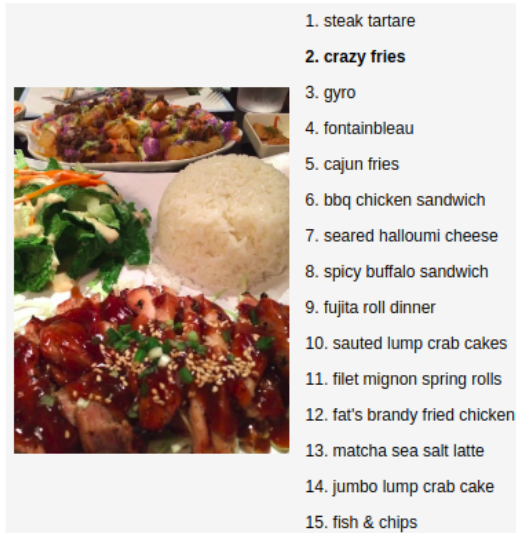 1. steak tartare
2. crazy fries
3. gyro
4. fontainbleau
5. cajun fries
6. bbq chicken sandwich
7. seared halloumi cheese
8. spicy buffalo sandwich
9. fujita roll dinner
10. sauted lump crab cakes
11. filet mignon spring rolls
12. fat's brandy fried chicken
13. matcha sea salt latte
14. jumbo lump crab cake
15. fish & chips